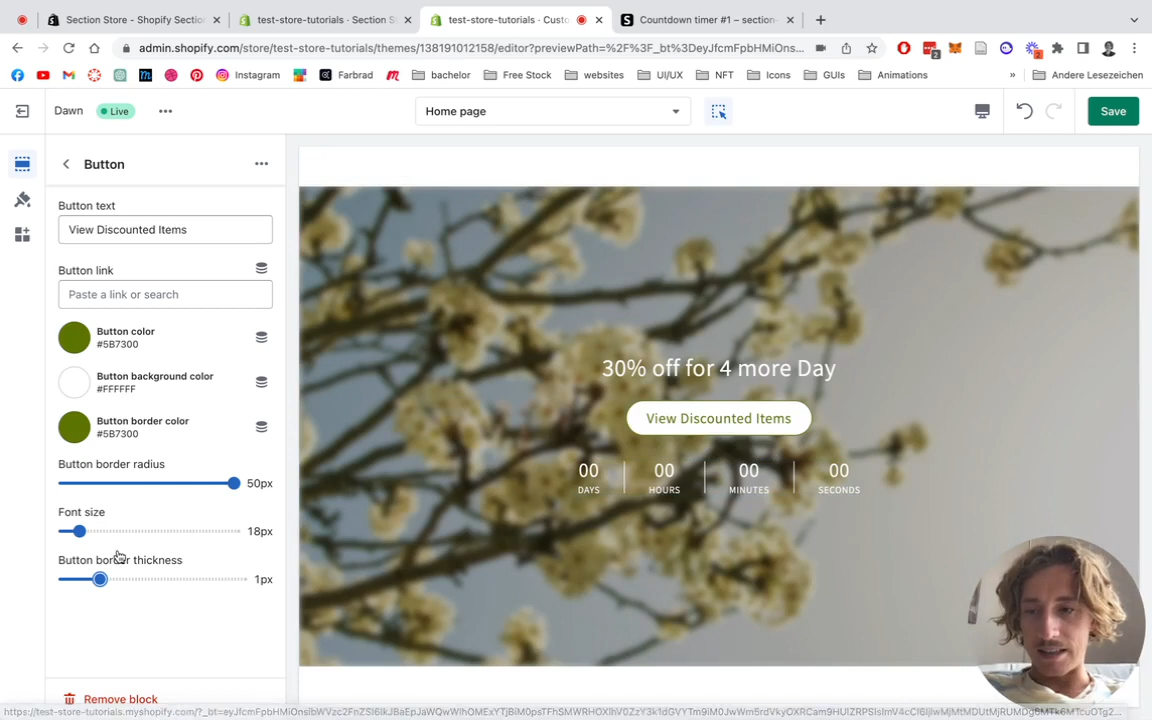 Section Store - Shopify Section
test-store-tutorials · Section S
test-store-tutorials · Custo
Countdown timer #1 – section-
admin.shopify.com/store/test-store-tutorials/themes/138191012158/editor?previewPath=%2F%3F_bt%3DeyJfcmFpbHMiOns...
Instagram
Farbrad
bachelor
Free Stock
websites
UI/UX
NFT
Icons
GUIs
Animations
»
Andere Lesezeichen
Dawn
Live
Home page
Save
Button
Button text
View Discounted Items
Button link
Paste a link or search
Button color
#5B7300
Button background color
#FFFFFF
Button border color
#5B7300
Button border radius
50px
Font size
18px
Button border thickness
1px
Remove block
30% off for 4 more Day
View Discounted Items
00 00 00 00
DAYS HOURS MINUTES SECONDS